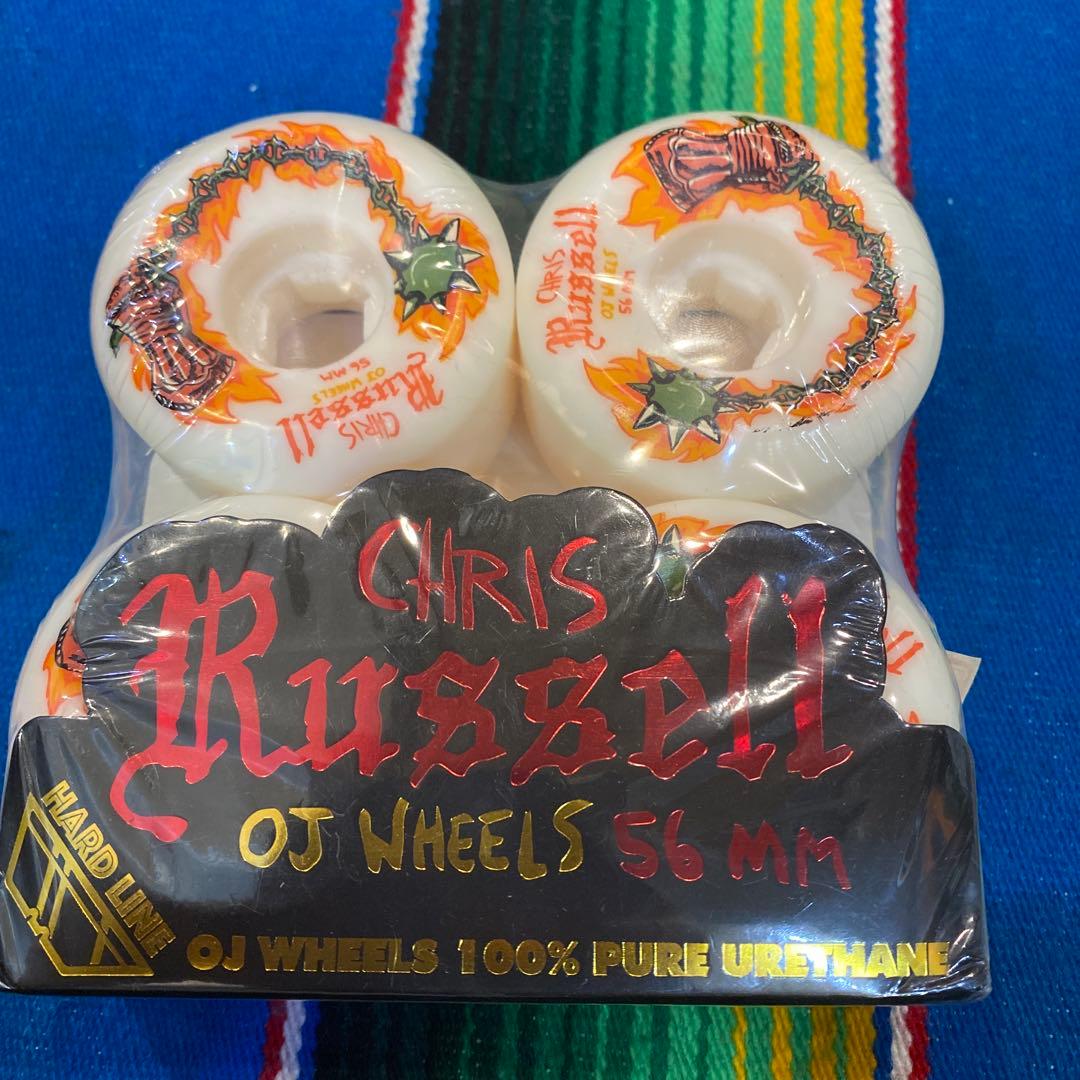 CHRIS
Russell
OJ WHEELS
56 MM
CHRIS
Russell
OJ WHEELS
56 MM
CHRIS
Russell
OJ WHEELS 56 MM
HARD LINE
OJ WHEELS 100% PURE URETHANE